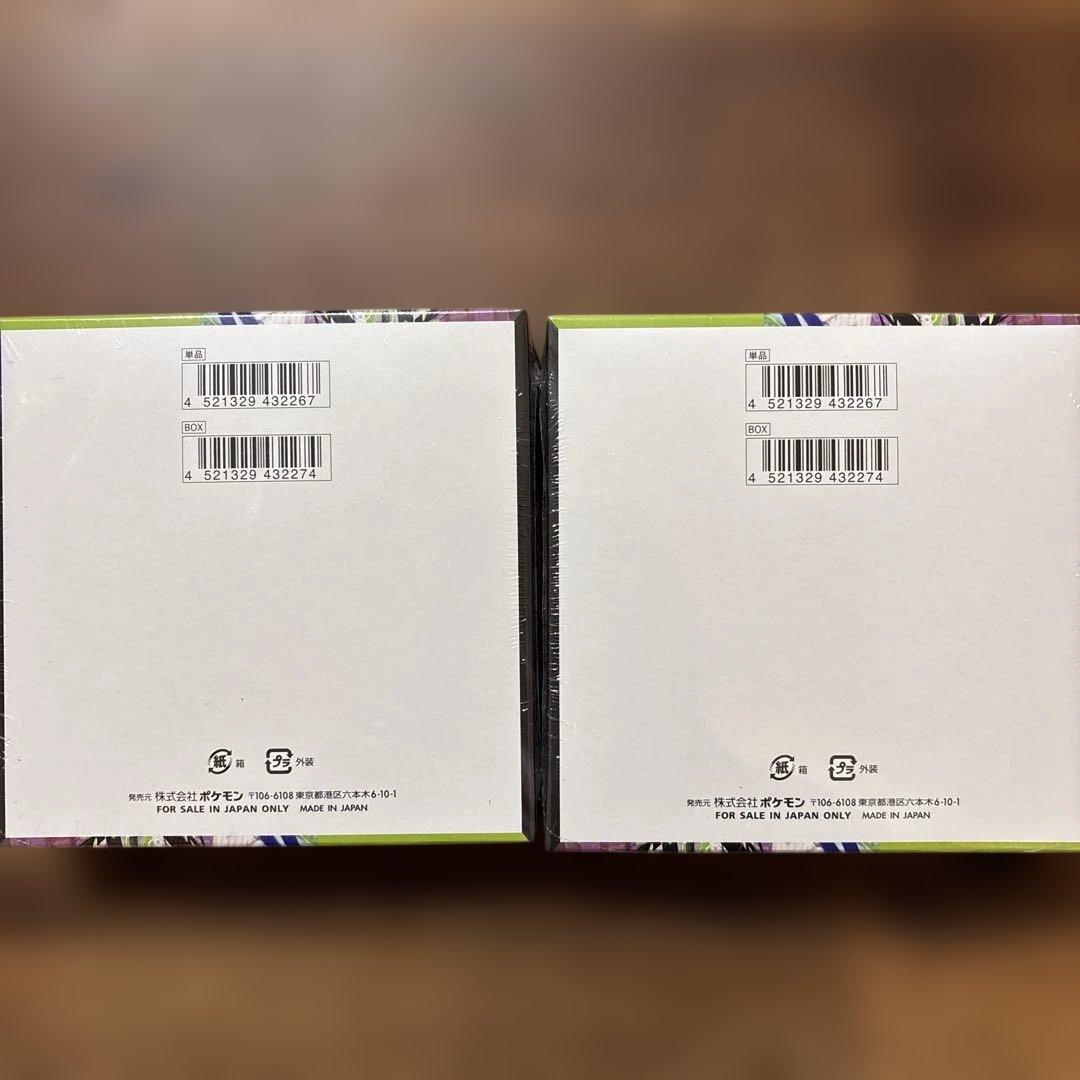 単品
4 521329 432267
BOX
4 521329 432274
紙 箱 プラ 外装
発売元 株式会社 ポケモン 〒106-6108 東京都港区六本木6-10-1
FOR SALE IN JAPAN ONLY MADE IN JAPAN
単品
4 521329 432267
BOX
4 521329 432274
紙 箱 プラ 外装
発売元 株式会社 ポケモン 〒106-6108 東京都港区六本木6-10-1
FOR SALE IN JAPAN ONLY MADE IN JAPAN